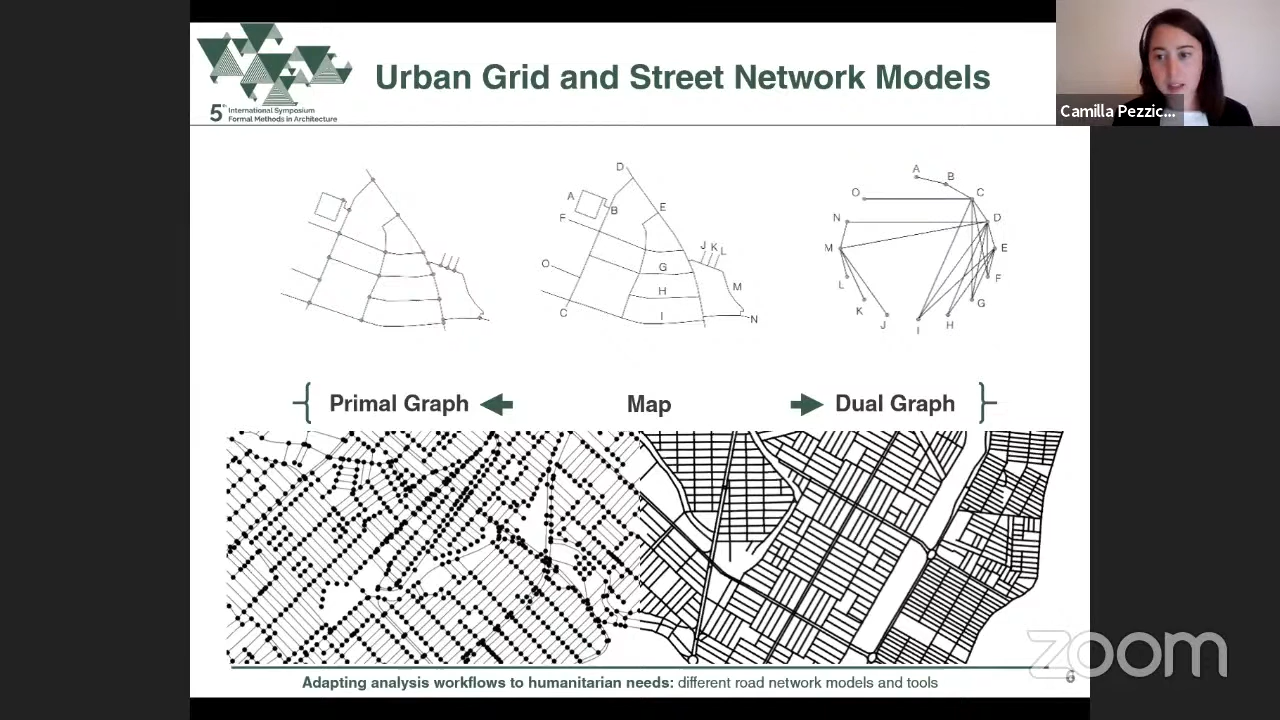 Urban Grid and Street Network Models
5th International Symposium
Formal Methods in Architecture
Camilla Pezzic...
D
A
B
E
F
J K L
O
G
H
M
C
I
N
A
B
O
C
N
D
M
E
L
F
K
G
J
I
H
Primal Graph
Map
Dual Graph
zoom
Adapting analysis workflows to humanitarian needs: different road network models and tools
6